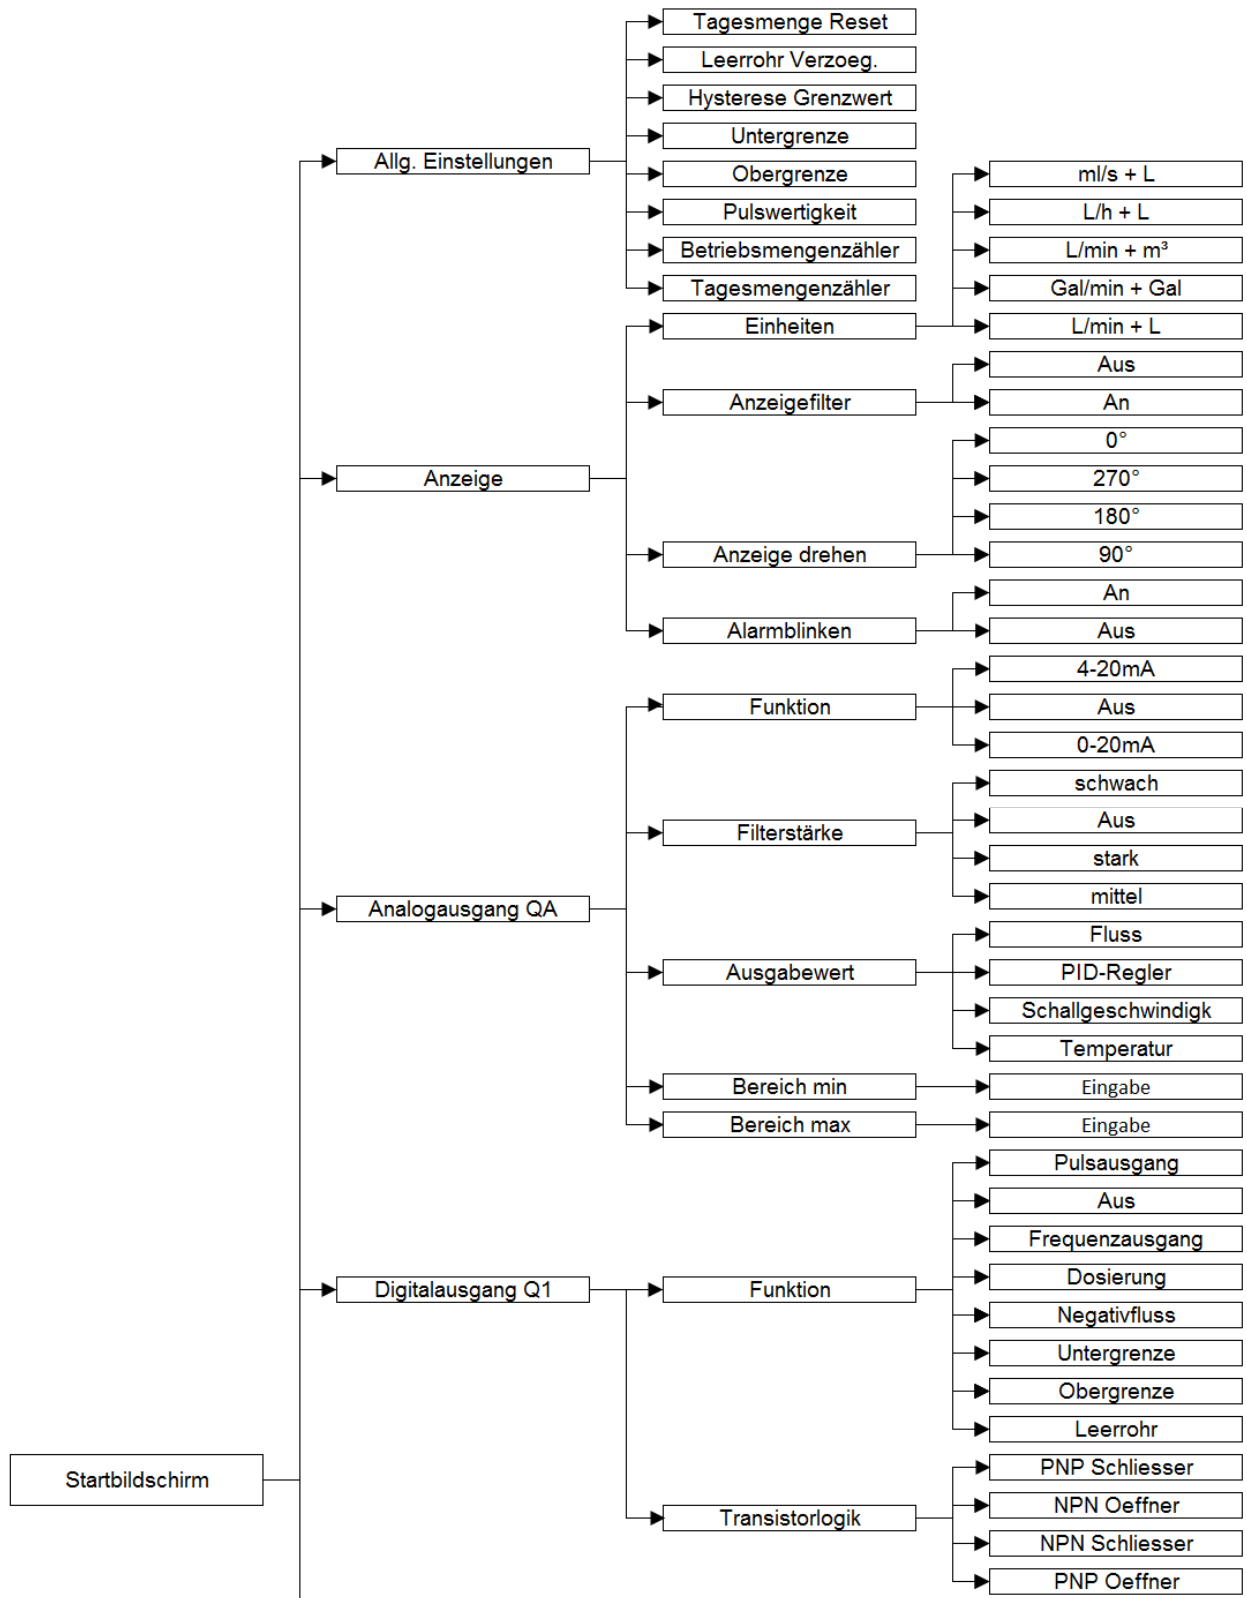 Startbildschirm
Allg. Einstellungen
Tagesmenge Reset
Leerrohr Verzoeg.
Hysterese Grenzwert
Untergrenze
Obergrenze
Pulswertigkeit
Betriebsmengenzähler
Tagesmengenzähler
Anzeige
Einheiten
ml/s + L
L/h + L
L/min + m³
Gal/min + Gal
L/min + L
Anzeigefilter
Aus
An
Anzeige drehen
0°
270°
180°
90°
Alarmblinken
An
Aus
Analogausgang QA
Funktion
4-20mA
Aus
0-20mA
Filterstärke
schwach
Aus
stark
mittel
Ausgabewert
Fluss
PID-Regler
Schallgeschwindigk
Temperatur
Bereich min
Eingabe
Bereich max
Eingabe
Digitalausgang Q1
Funktion
Pulsausgang
Aus
Frequenzausgang
Dosierung
Negativfluss
Untergrenze
Obergrenze
Leerrohr
Transistorlogik
PNP Schliesser
NPN Oeffner
NPN Schliesser
PNP Oeffner